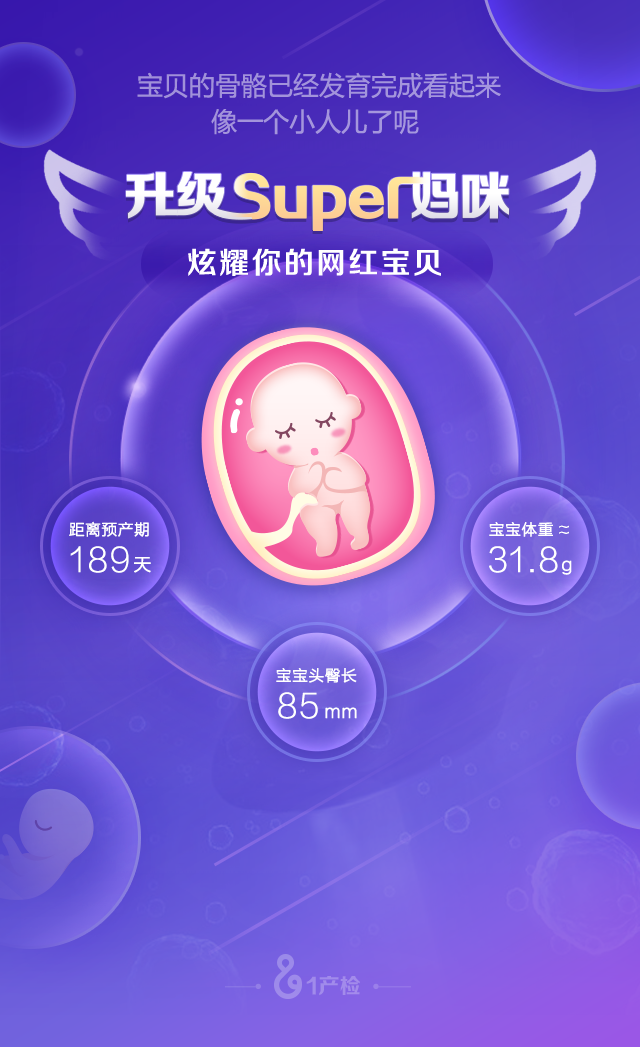 宝贝的骨骼已经发育完成看起来
像一个小人儿了呢
升级Super妈咪
炫耀你的网红宝贝
距离预产期
189天
宝宝体重≈
31.8g
宝宝头臀长
85mm
81产检